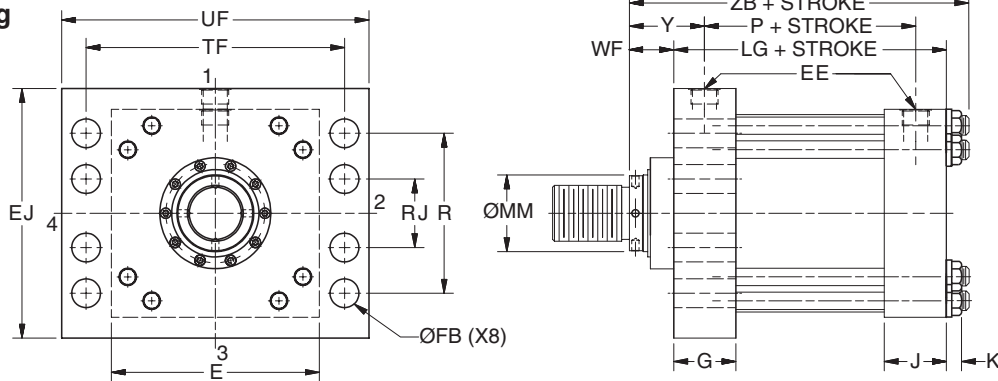 g
UF
TF
1
EJ
4
2
RJ
R
ØFB (X8)
3
E
ZB + STROKE
Y
P + STROKE
WF
LG + STROKE
EE
ØMM
G
J
K